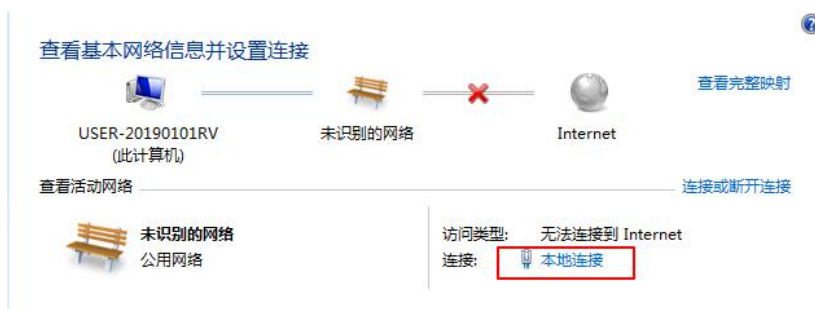 查看基本网络信息并设置连接
查看完整映射
USER-20190101RV
(此计算机)
未识别的网络
Internet
查看活动网络
连接或断开连接
未识别的网络
公用网络
访问类型: 无法连接到 Internet
连接: 本地连接